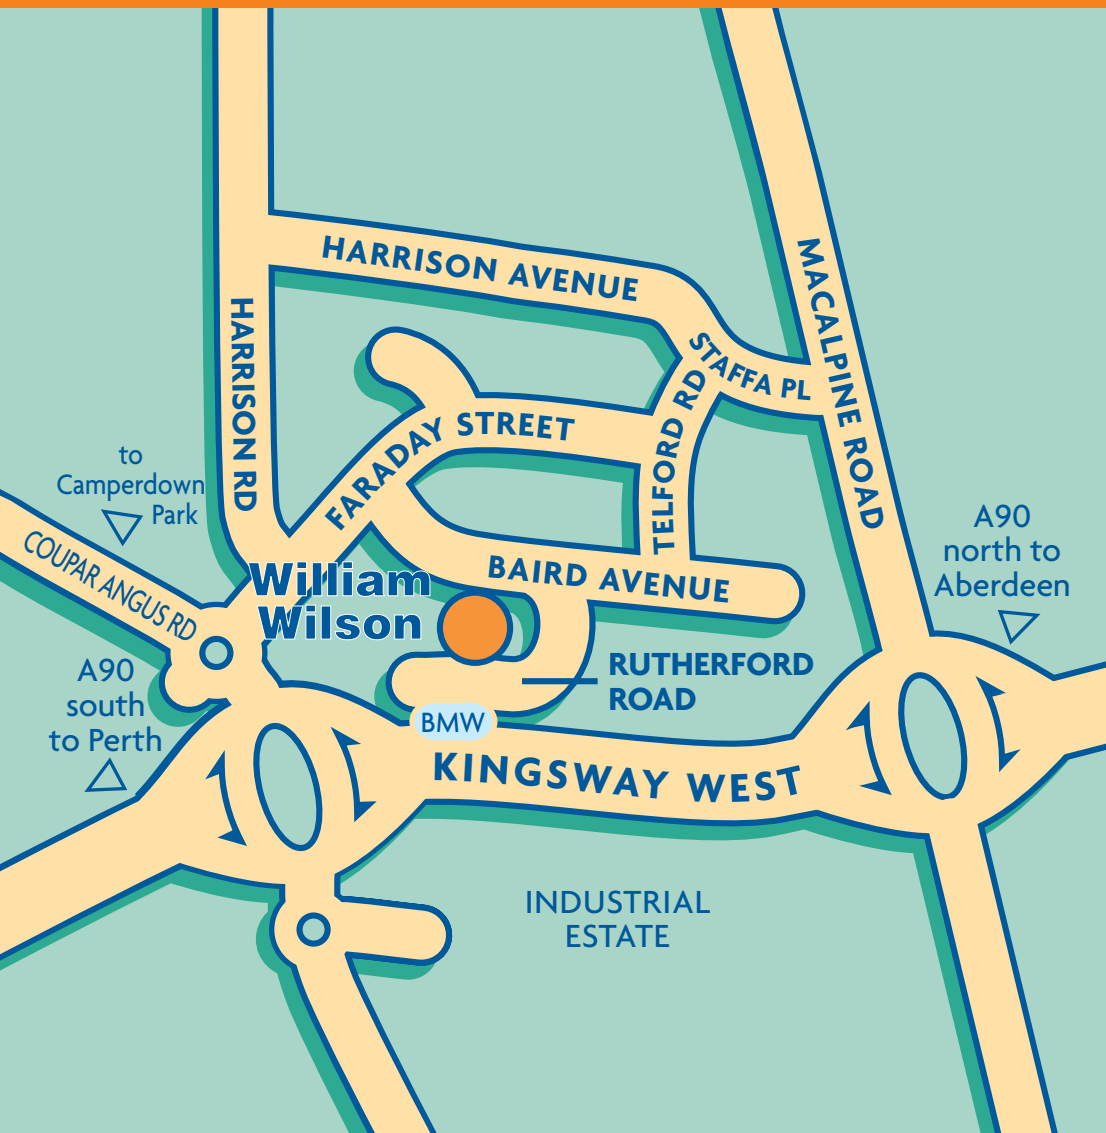 HARRISON AVENUE
MACALPINE ROAD
HARRISON RD
STAFFA PL
TELFORD RD
FARADAY STREET
to
Camperdown
Park
COUPAR ANGUS RD
A90
north to
Aberdeen
BAIRD AVENUE
William
Wilson
RUTHERFORD
ROAD
A90
south
to Perth
BMW
KINGSWAY WEST
INDUSTRIAL
ESTATE